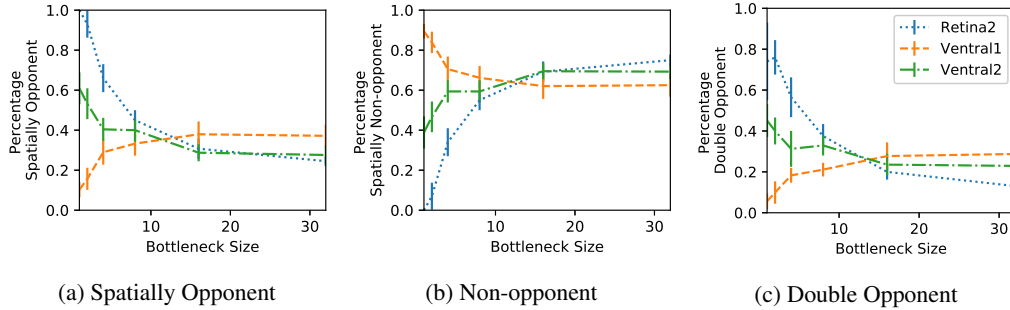 1.0
0.8
0.6
0.4
0.2
0.0
Percentage
Spatially Opponent
10
20
30
Bottleneck Size
(a) Spatially Opponent
1.0
0.8
0.6
0.4
0.2
0.0
Percentage
Spatially Non-opponent
10
20
30
Bottleneck Size
(b) Non-opponent
1.0
0.8
0.6
0.4
0.2
0.0
Percentage
Double Opponent
Retina2
Ventral1
Ventral2
10
20
30
Bottleneck Size
(c) Double Opponent